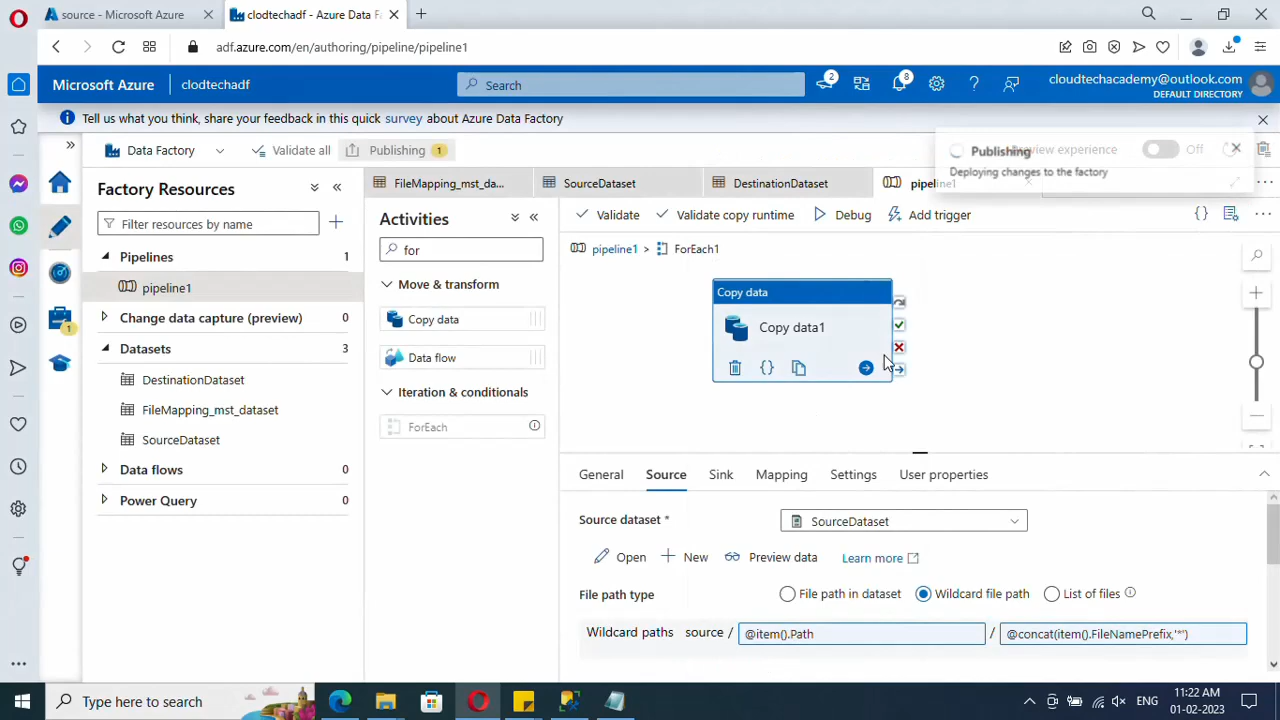 source - Microsoft Azure
clodtechadf - Azure Data Fa
adf.azure.com/en/authoring/pipeline/pipeline1
Microsoft Azure
clodtechadf
Search
2
8
cloudtechacademy@outlook.com
DEFAULT DIRECTORY
Tell us what you think, share your feedback in this quick survey about Azure Data Factory
Data Factory
Validate all
Publishing
1
Preview experience
Off
Publishing
Deploying changes to the factory
Factory Resources
Filter resources by name
Pipelines
1
pipeline1
Change data capture (preview)
0
Datasets
3
DestinationDataset
FileMapping_mst_dataset
SourceDataset
Data flows
0
Power Query
0
1
FileMapping_mst_da...
SourceDataset
DestinationDataset
pipeline1
Activities
for
Move & transform
Copy data
Data flow
Iteration & conditionals
ForEach
Validate
Validate copy runtime
Debug
Add trigger
pipeline1 > ForEach1
Copy data
Copy data1
General
Source
Sink
Mapping
Settings
User properties
Source dataset *
SourceDataset
Open
New
Preview data
Learn more
File path type
File path in dataset
Wildcard file path
List of files
Wildcard paths
source /
@item().Path
/
@concat(item().FileNamePrefix,'*')
Type here to search
ENG
11:22 AM
01-02-2023